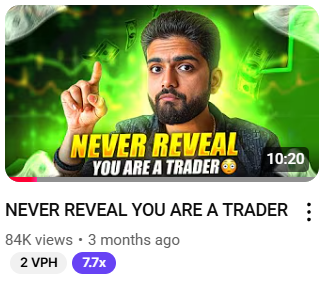 NEVER REVEAL
YOU ARE A TRADER😳
10:20
NEVER REVEAL YOU ARE A TRADER
84K views • 3 months ago
2 VPH 7.7x